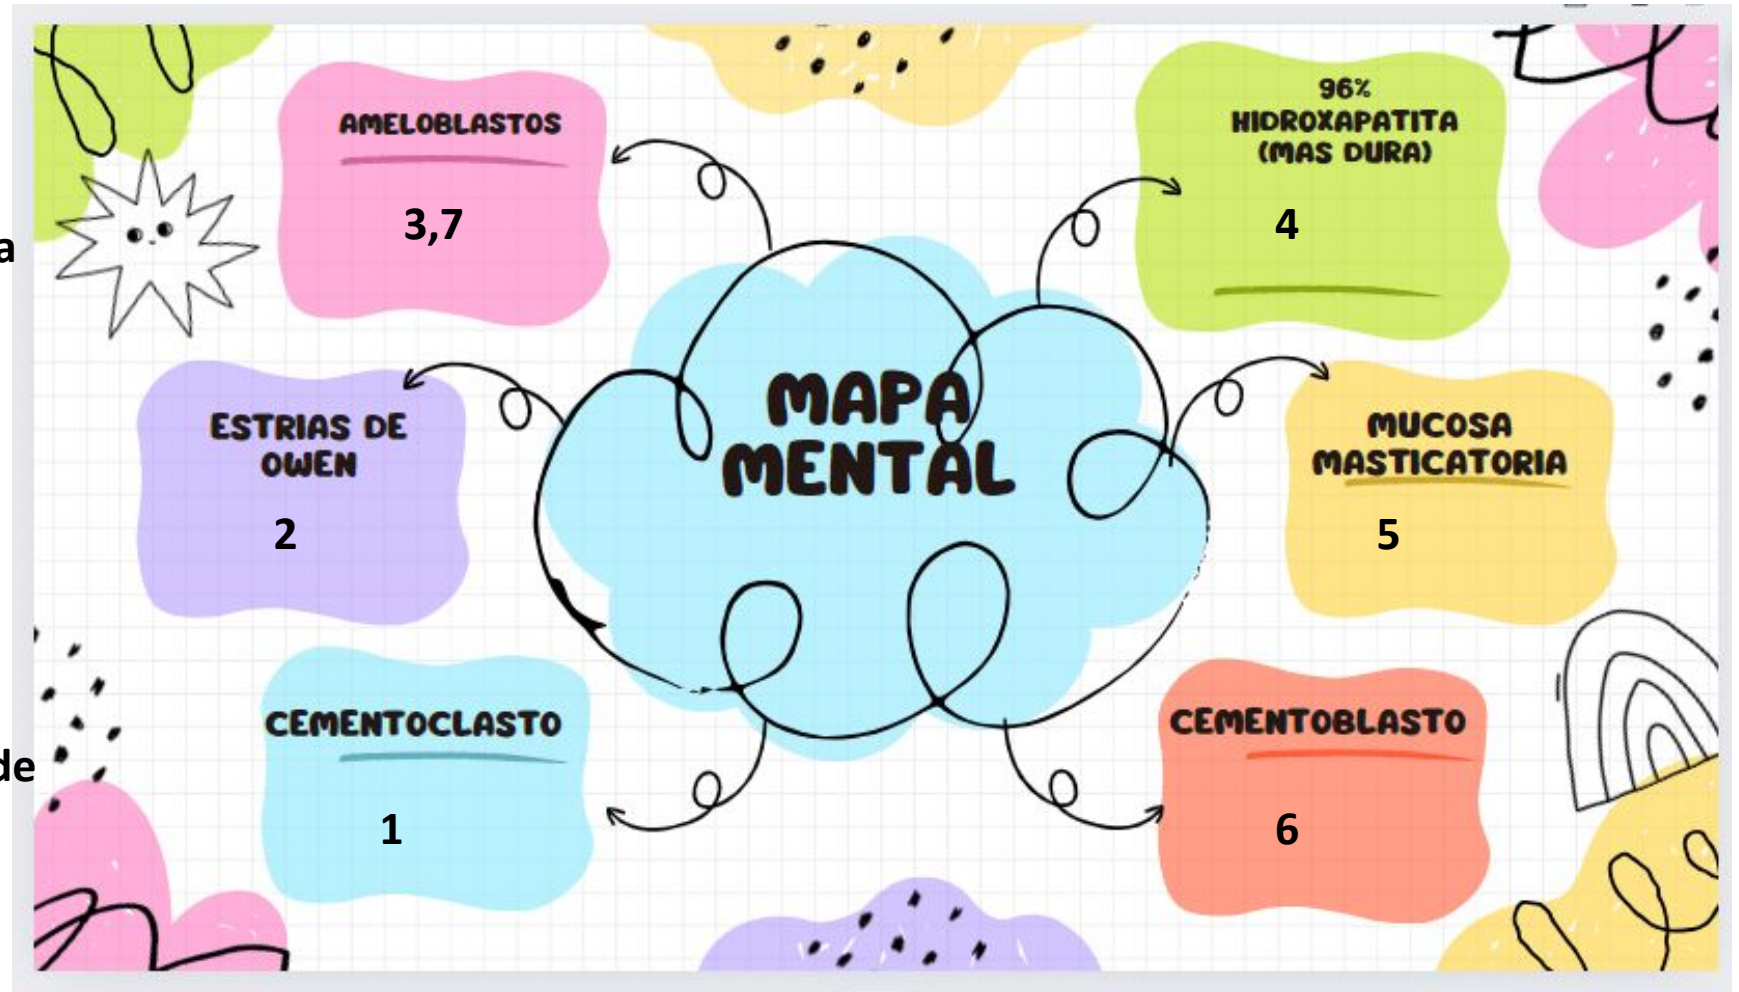 AMELOBLASTOS
3,7
96%
HIDROXAPATITA
(MAS DURA)
4
a
ESTRIAS DE
OWEN
2
MAPA
MENTAL
MUCOSA
MASTICATORIA
5
CEMENTOCLASTO
1
CEMENTOBLASTO
6
de